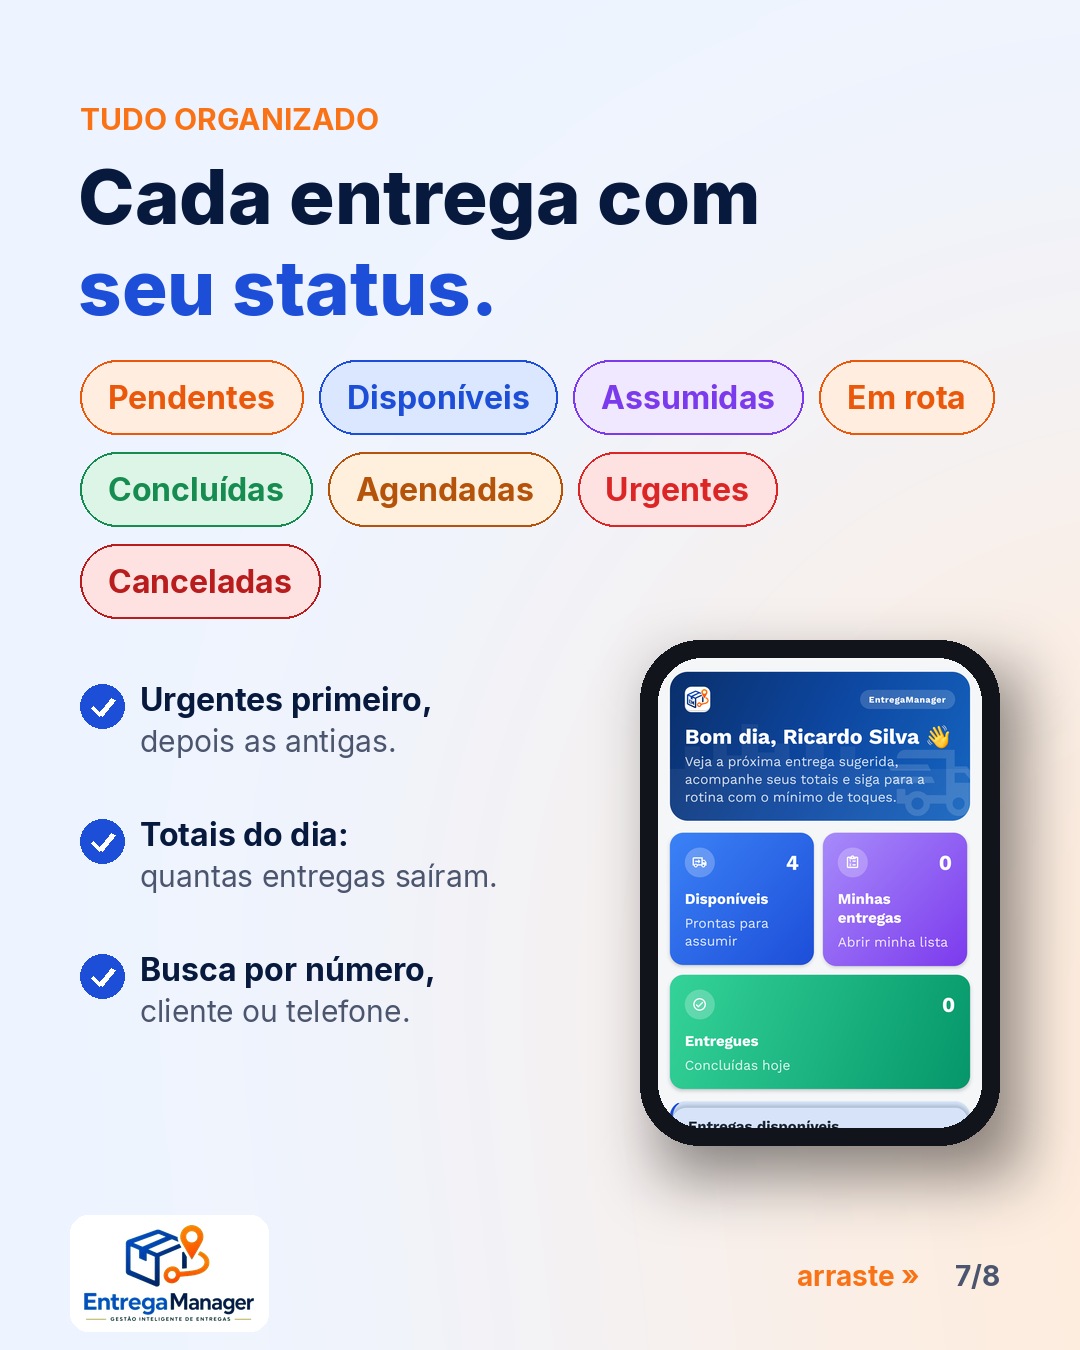 TUDO ORGANIZADO
Cada entrega com
seu status.
Pendentes
Disponíveis
Assumidas
Em rota
Concluídas
Agendadas
Urgentes
Canceladas
Urgentes primeiro,
depois as antigas.
Totais do dia:
quantas entregas saíram.
Busca por número,
cliente ou telefone.
EntregaManager
Bom dia, Ricardo Silva 👋
Veja a próxima entrega sugerida,
acompanhe seus totais e siga para a
rotina com o mínimo de toques.
4
Disponíveis
Prontas para
assumir
0
Minhas
entregas
Abrir minha lista
0
Entregues
Concluídas hoje
Entregas disponíveis
EntregaManager
GESTÃO INTELIGENTE DE ENTREGAS
arraste »
7/8